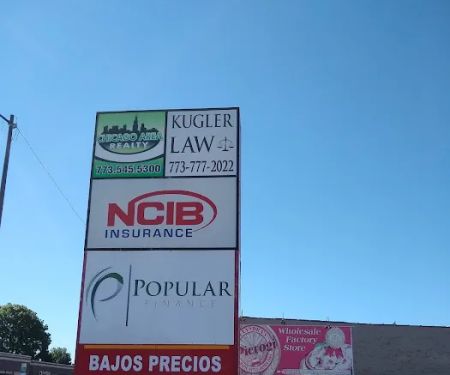 CHICAGO AREA
REALTY
773.545.5300
KUGLER
LAW
773-777-2022
NCIB
INSURANCE
POPULAR
FINANCE
BAJOS PRECIOS
Pierogi
Wholesale
Factory
Store